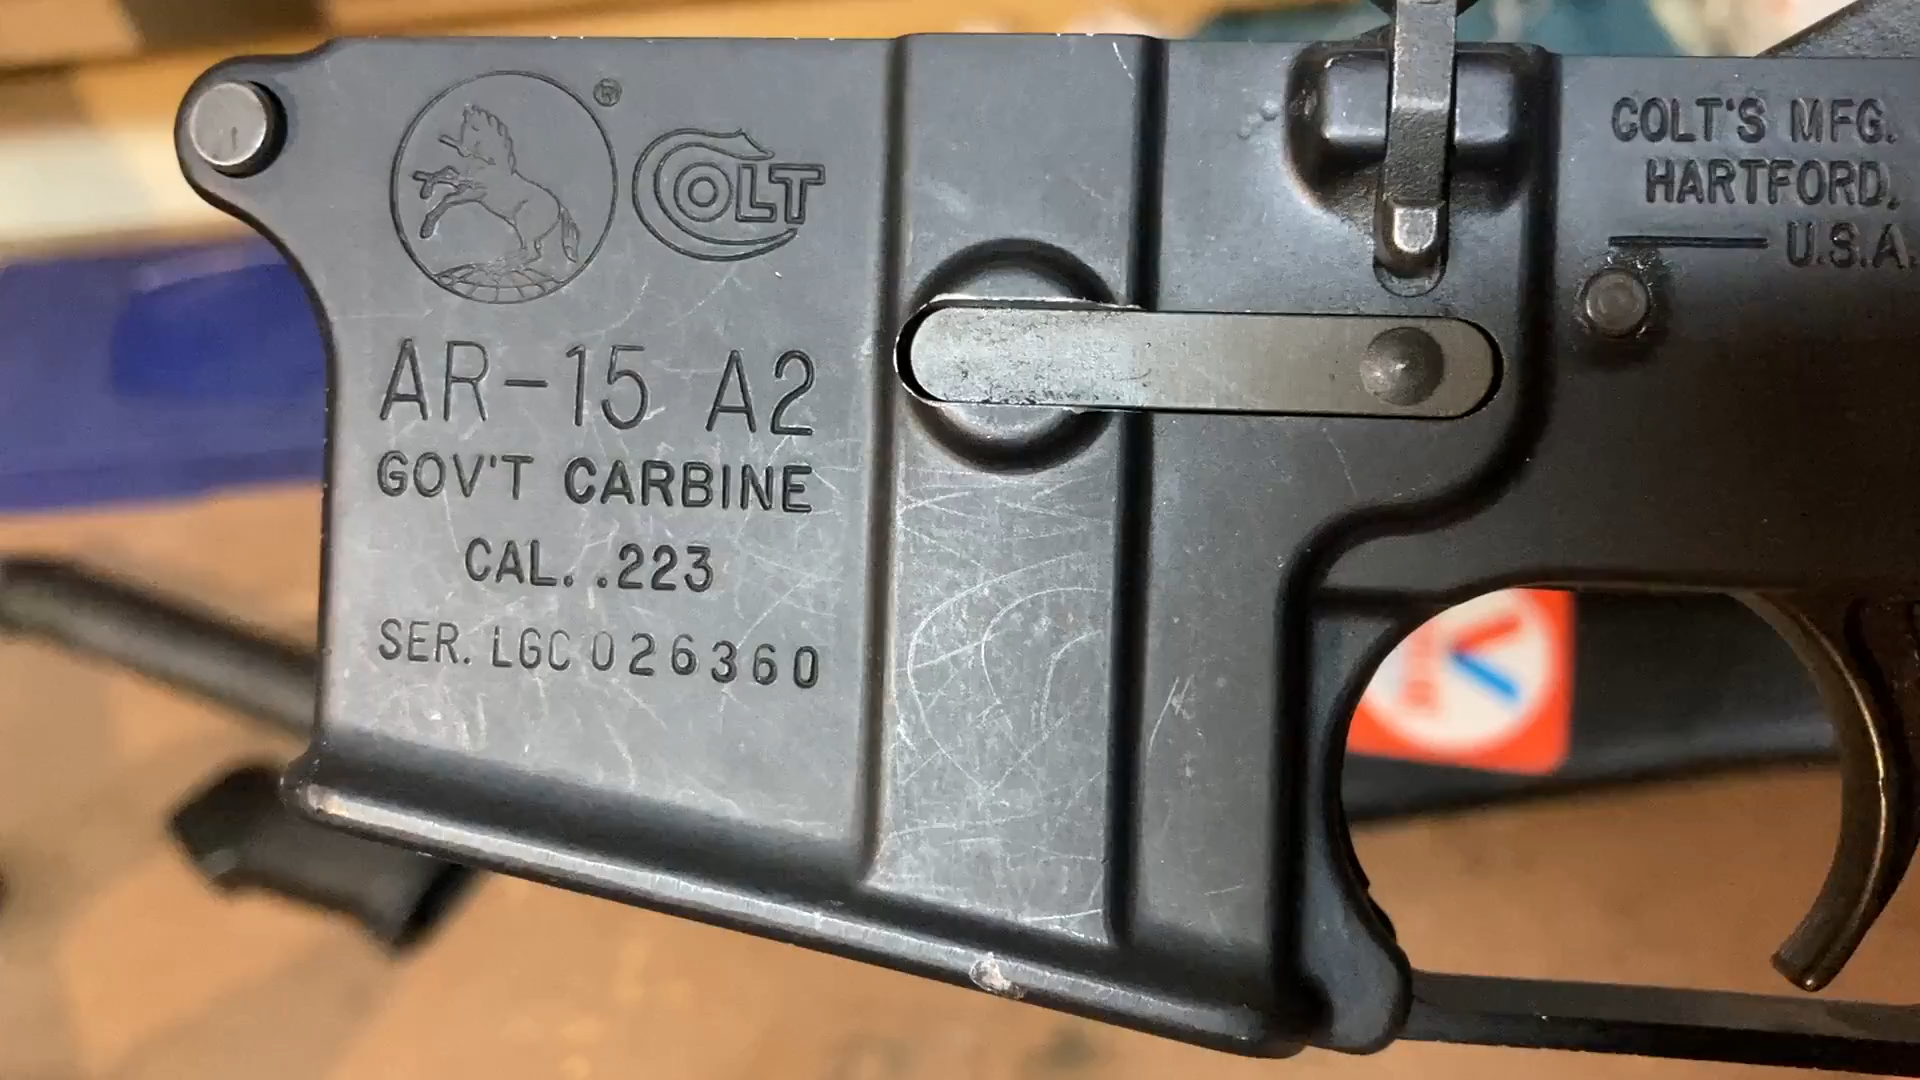 ®
COLT
AR-15 A2
GOV'T CARBINE
CAL. .223
SER. LGC026360
COLT'S MFG.
HARTFORD.
U.S.A.